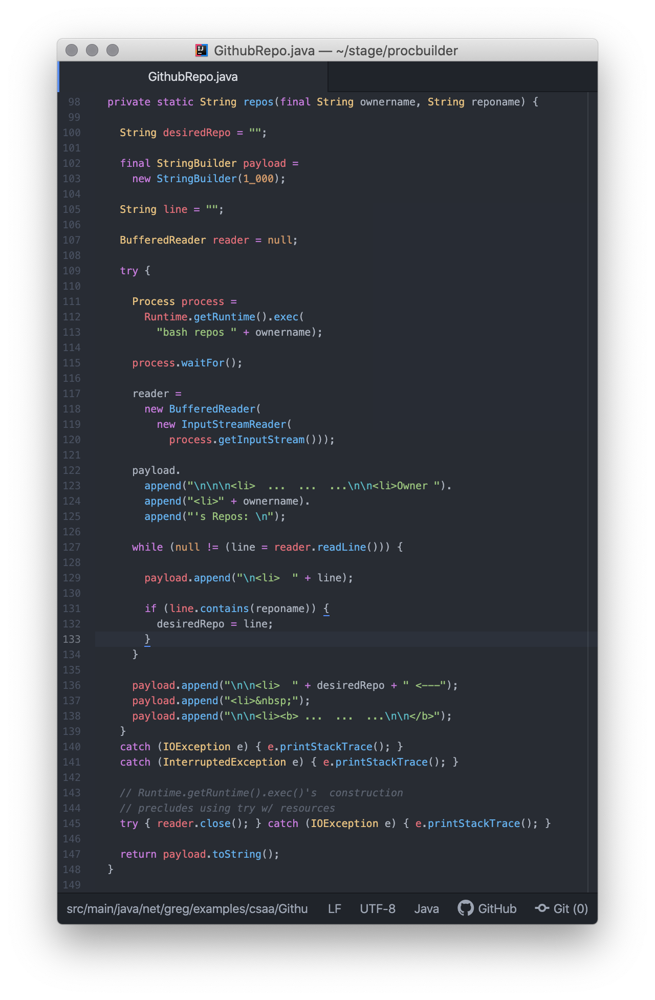 GithubRepo.java — ~/stage/procbuilder
GithubRepo.java
98 private static String repos(final String ownername, String reponame) {
99
100 String desiredRepo = "";
101
102 final StringBuilder payload =
103 new StringBuilder(1_000);
104
105 String line = "";
106
107 BufferedReader reader = null;
108
109 try {
110
111 Process process =
112 Runtime.getRuntime().exec(
113 "bash repos " + ownername);
114
115 process.waitFor();
116
117 reader =
118 new BufferedReader(
119 new InputStreamReader(
120 process.getInputStream()));
121
122 payload.
123 append("\n\n\n<li>  ...  ...  ...\n\n<li>Owner ").
124 append("<li>" + ownername).
125 append("'s Repos: \n");
126
127 while (null != (line = reader.readLine())) {
128
129 payload.append("\n<li>  " + line);
130
131 if (line.contains(reponame)) {
132 desiredRepo = line;
133 }
134 }
135
136 payload.append("\n\n<li>  " + desiredRepo + " <---");
137 payload.append("<li>&nbsp;");
138 payload.append("\n\n<li><b> ...  ...  ...\n\n</b>");
139 }
140 catch (IOException e) { e.printStackTrace(); }
141 catch (InterruptedException e) { e.printStackTrace(); }
142
143 // Runtime.getRuntime().exec()'s  construction
144 // precludes using try w/ resources
145 try { reader.close(); } catch (IOException e) { e.printStackTrace(); }
146
147 return payload.toString();
148 }
149
src/main/java/net/greg/examples/csaa/Githu LF UTF-8 Java GitHub Git (0)